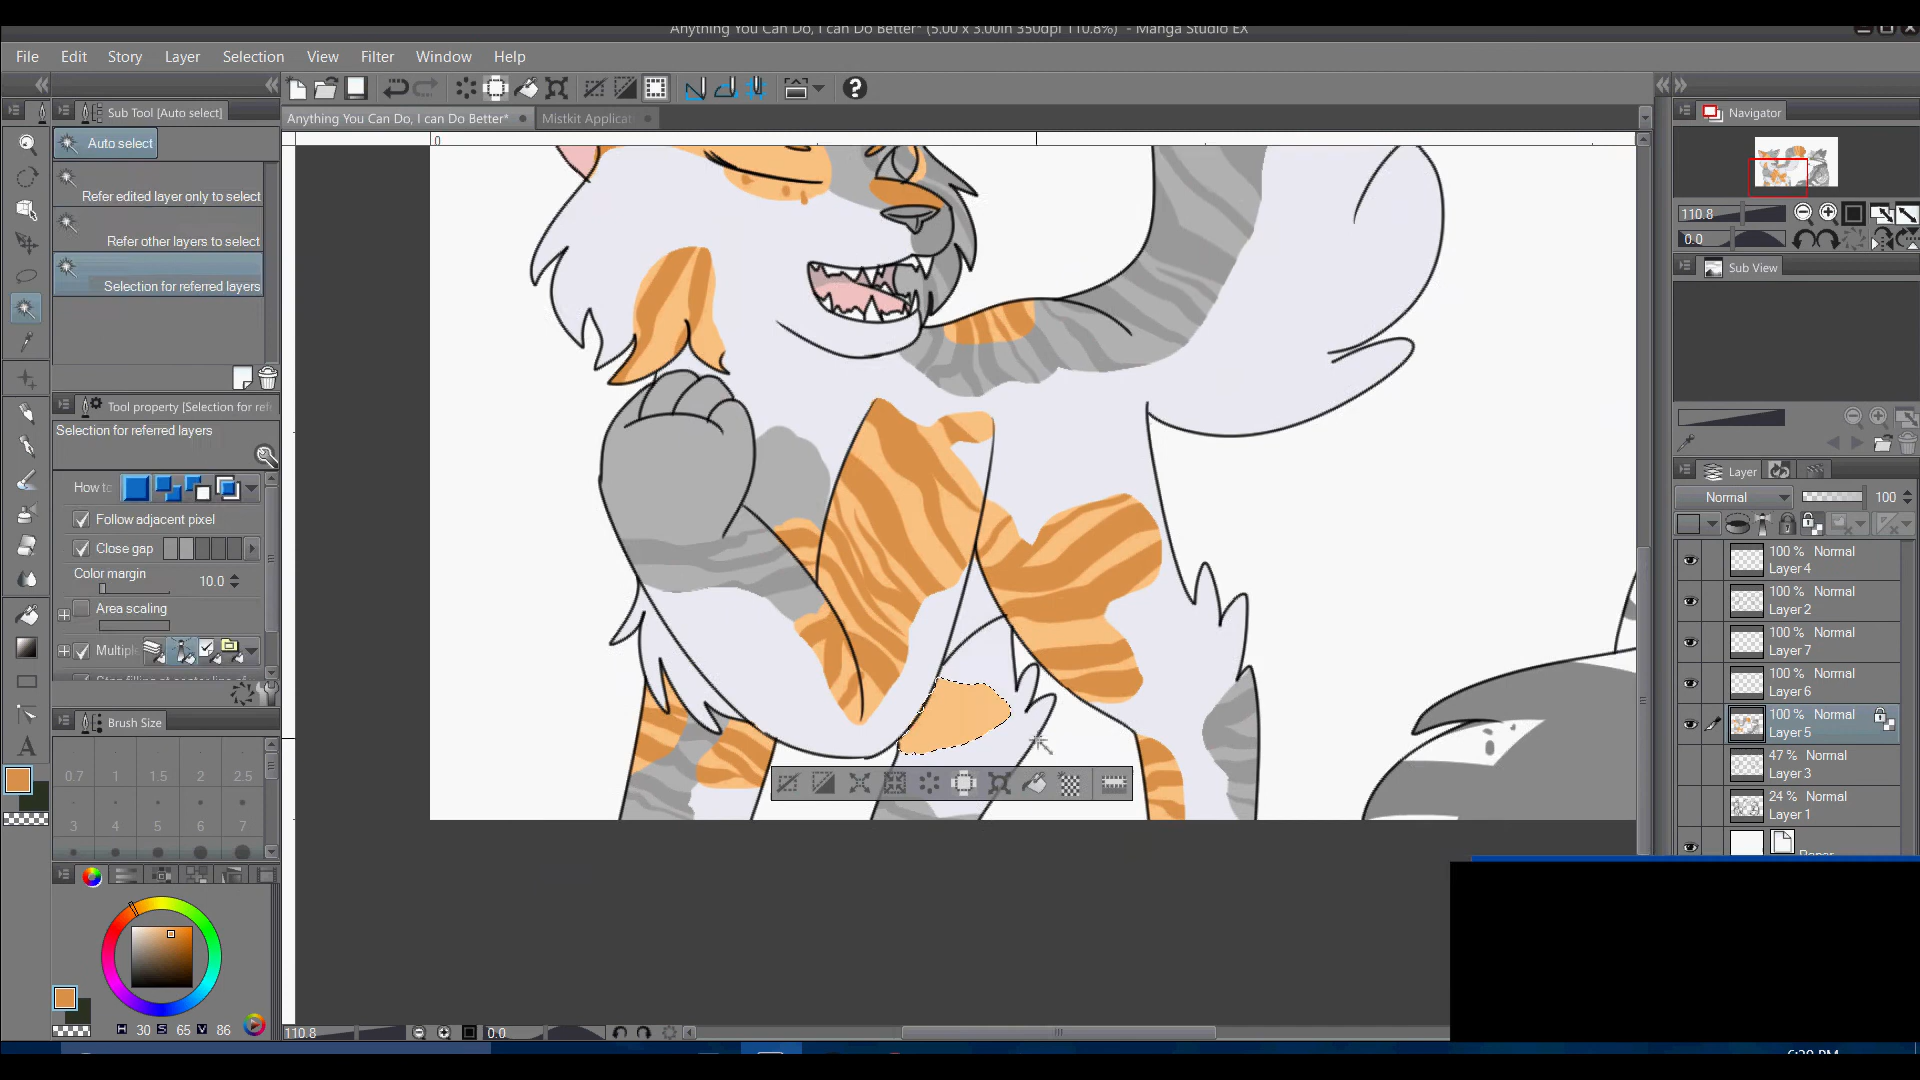 Anything You Can Do, I can Do Better* (5.00 x 3.00in 350dpi 110.8%) - Manga Studio EX
File Edit Story Layer Selection View Filter Window Help
Sub Tool [Auto select]
Anything You Can Do, I can Do Better*
Mistkit Applicat
Navigator
Auto select
Refer edited layer only to select
Refer other layers to select
Selection for referred layers
0
110.8
0.0
Sub View
Tool property [Selection for ref
Selection for referred layers
How to
Follow adjacent pixel
Close gap
Color margin
10.0
Area scaling
Multiple
Layer
Normal 100
100 % Normal
Layer 4
100 % Normal
Layer 2
100 % Normal
Layer 7
100 % Normal
Layer 6
100 % Normal
Layer 5
47 % Normal
Layer 3
24 % Normal
Layer 1
Paper
Brush Size
0.7 1 1.5 2 2.5
3 4 5 6 7
H 30 S 65 V 86
110.8
0.0